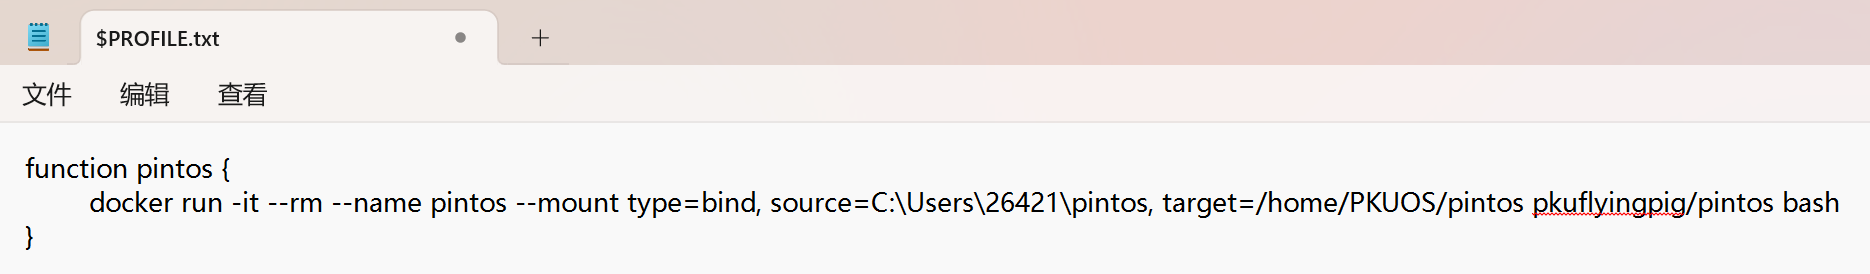 $PROFILE.txt
文件 编辑 查看
function pintos {
docker run -it --rm --name pintos --mount type=bind, source=C:\Users\26421\pintos, target=/home/PKUOS/pintos pkuflyingpig/pintos bash
}